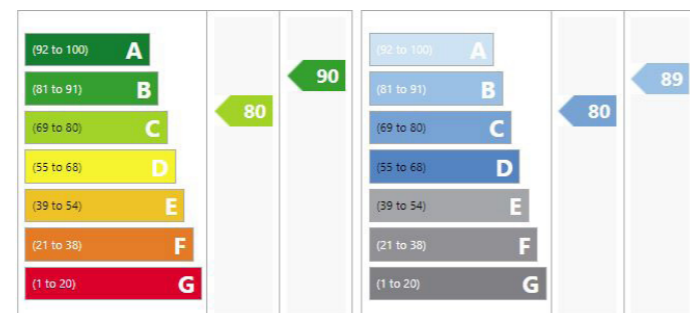 (92 to 100) A
(81 to 91) B
(69 to 80) C
(55 to 68) D
(39 to 54) E
(21 to 38) F
(1 to 20) G
80
90
(92 to 100) A
(81 to 91) B
(69 to 80) C
(55 to 68) D
(39 to 54) E
(21 to 38) F
(1 to 20) G
80
89